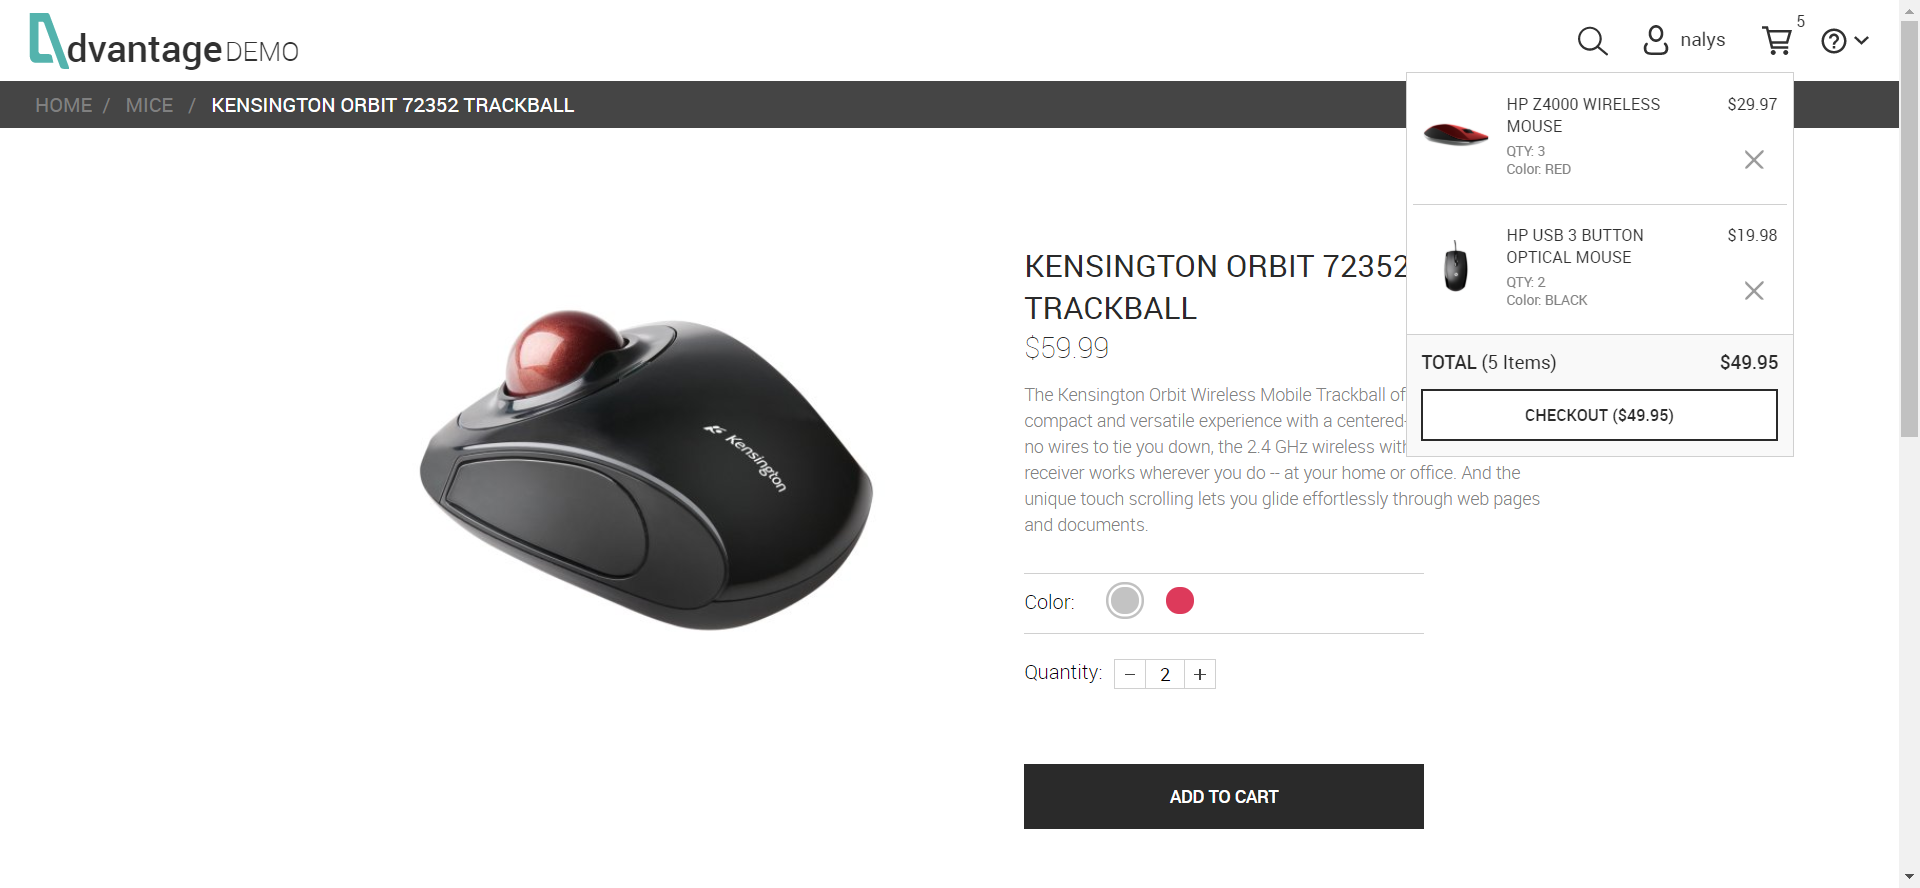 dvantage DEMO
nalys
5
HOME / MICE / KENSINGTON ORBIT 72352 TRACKBALL
HP Z4000 WIRELESS
MOUSE
$29.97
QTY: 3
Color: RED
HP USB 3 BUTTON
OPTICAL MOUSE
$19.98
QTY: 2
Color: BLACK
TOTAL (5 Items) $49.95
CHECKOUT ($49.95)
Kensington
KENSINGTON ORBIT 72352
TRACKBALL
$59.99
The Kensington Orbit Wireless Mobile Trackball of
compact and versatile experience with a centered-
no wires to tie you down, the 2.4 GHz wireless with
receiver works wherever you do -- at your home or office. And the
unique touch scrolling lets you glide effortlessly through web pages
and documents.
Color:
Quantity: − 2 +
ADD TO CART